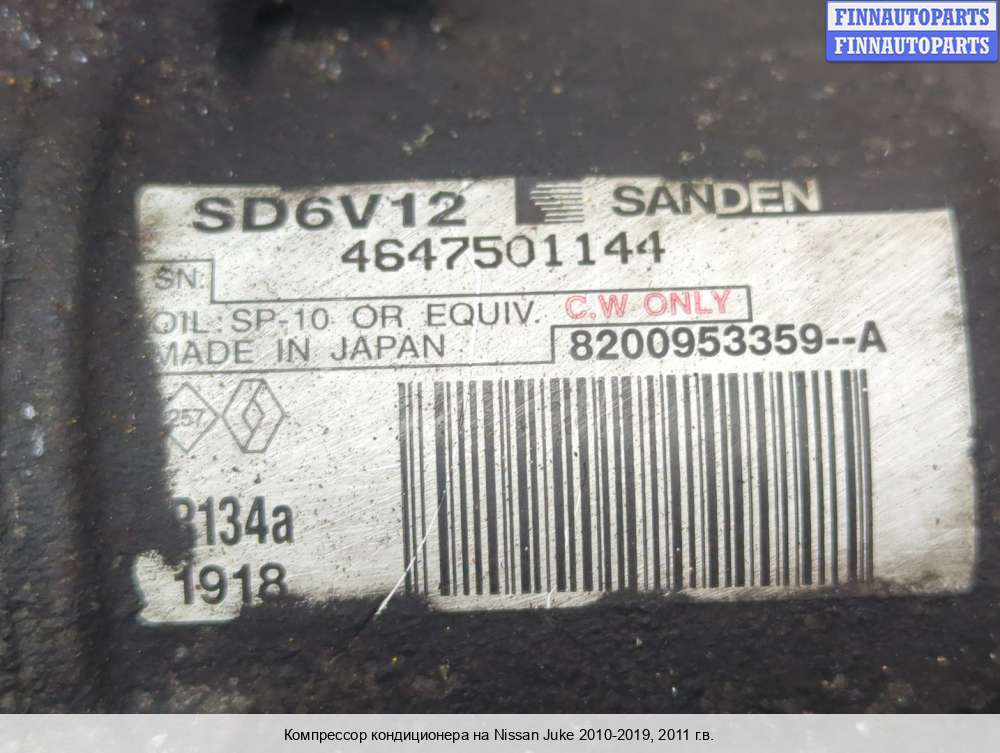 FINNAUTOPARTS
FINNAUTOPARTS
SD6V12 SANDEN
4647501144
SN:
OIL: SP-10 OR EQUIV. C.W ONLY
MADE IN JAPAN 8200953359--A
257
R134a
1918
Компрессор кондиционера на Nissan Juke 2010-2019, 2011 г.в.